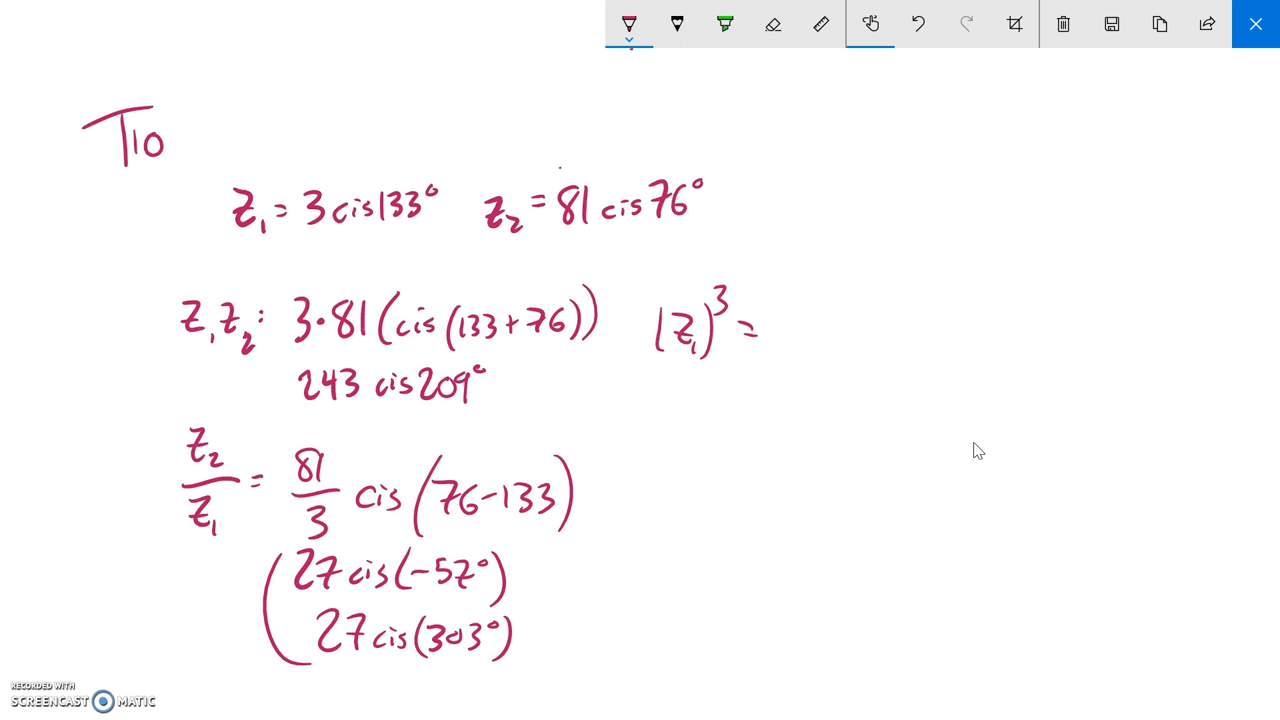 T10
z₁ = 3 cis 133° z₂ = 81 cis 76°
z₁z₂: 3·81(cis(133+76)) (z₁)³ =
243 cis 209°
z₂/z₁ = 81/3 cis (76-133)
27 cis(-57°)
27 cis(303°)
RECORDED WITH
SCREENCAST MATIC